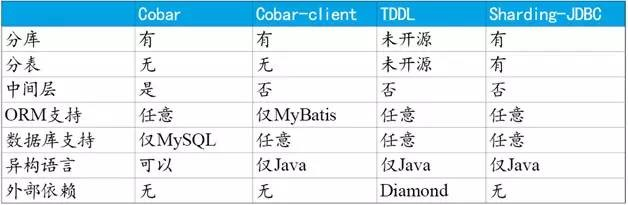 Cobar Cobar-client TDDL Sharding-JDBC
分库 有 有 未开源 有
分表 无 无 未开源 有
中间层 是 否 否 否
ORM支持 任意 仅MyBatis 任意 任意
数据库支持 仅MySQL 任意 任意 任意
异构语言 可以 仅Java 仅Java 仅Java
外部依赖 无 无 Diamond 无